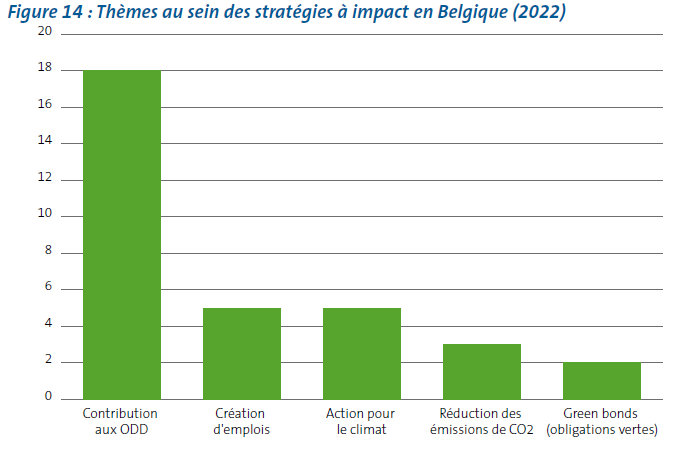 Figure 14 : Thèmes au sein des stratégies à impact en Belgique (2022)
20
18
16
14
12
10
8
6
4
2
0
Contribution
aux ODD
Création
d'emplois
Action pour
le climat
Réduction des
émissions de CO2
Green bonds
(obligations vertes)